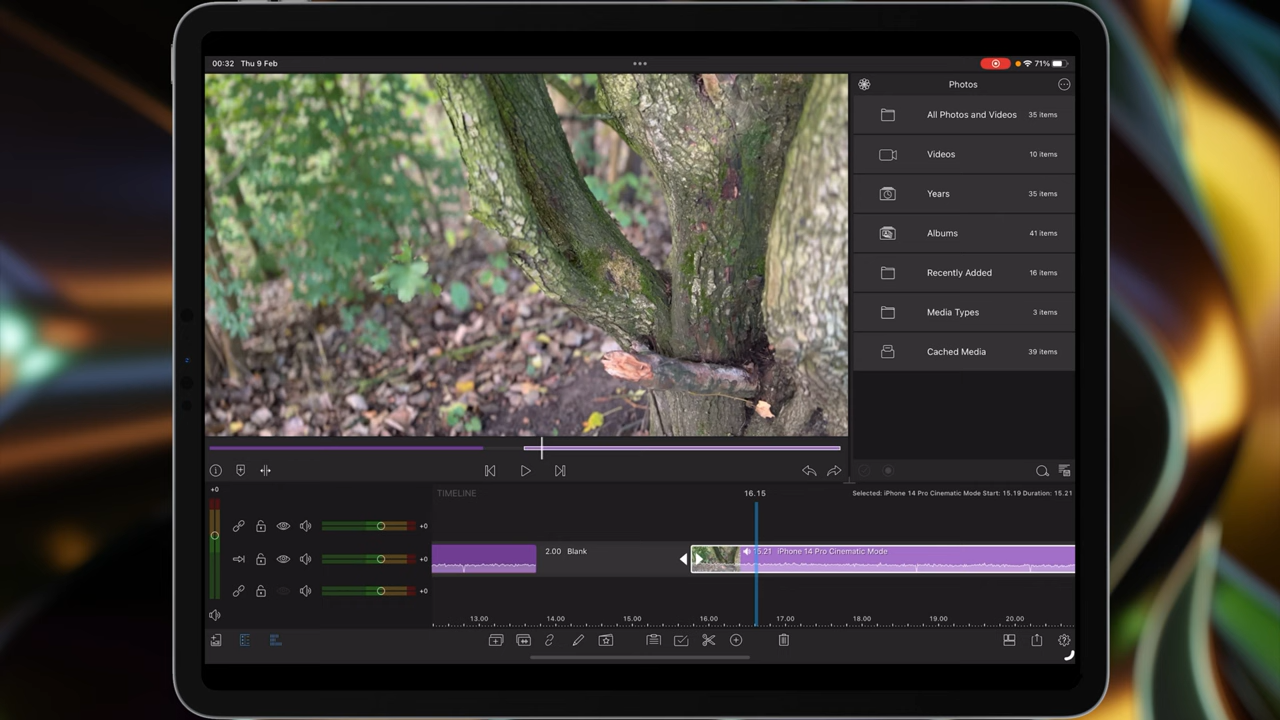 00:32 Thu 9 Feb
71%
Photos
All Photos and Videos 35 items
Videos 10 items
Years 35 items
Albums 41 items
Recently Added 16 items
Media Types 3 items
Cached Media 39 items
+0
TIMELINE
16.15
Selected: iPhone 14 Pro Cinematic Mode Start: 15.19 Duration: 15.21
+0
2.00 Blank
15.21 iPhone 14 Pro Cinematic Mode
+0
+0
13.00 14.00 15.00 16.00 17.00 18.00 19.00 20.00